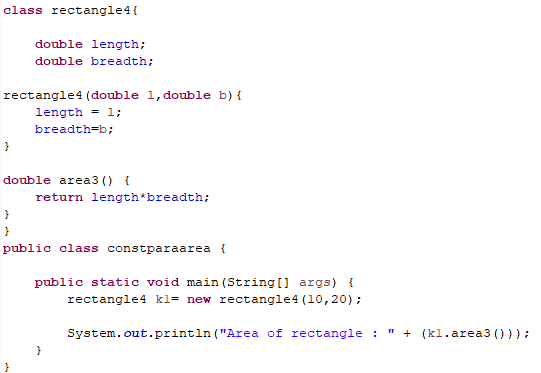 class rectangle4{
double length;
double breadth;
rectangle4(double l,double b){
length = l;
breadth=b;
}
double area3() {
return length*breadth;
}
}
public class constparaarea {
public static void main(String[] args) {
rectangle4 k1= new rectangle4(10,20);
System.out.println("Area of rectangle : " + (k1.area3()));
}
}